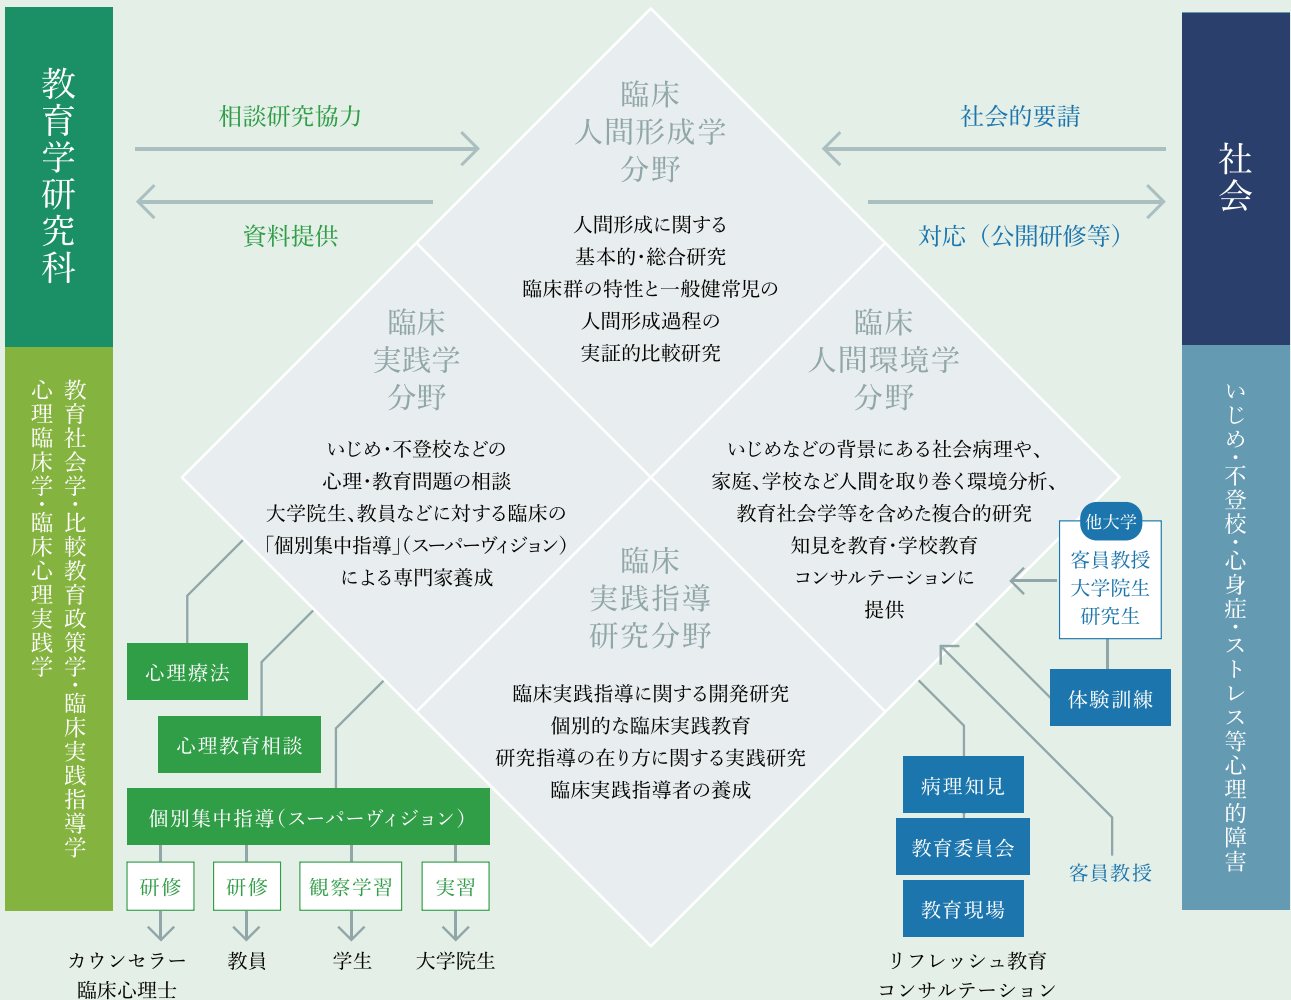 教育学研究科
教育社会学・比較教育政策学・臨床実践指導学
心理臨床学・臨床心理実践学
相談研究協力
資料提供
臨床
人間形成学
分野
人間形成に関する
基本的・総合研究
臨床群の特性と一般健常児の
人間形成過程の
実証的比較研究
社会的要請
対応（公開研修等）
社会
いじめ・不登校・心身症・ストレス等心理的障害
臨床
実践学
分野
いじめ・不登校などの
心理・教育問題の相談
大学院生、教員などに対する臨床の
「個別集中指導」（スーパーヴィジョン）
による専門家養成
臨床
人間環境学
分野
いじめなどの背景にある社会病理や、
家庭、学校など人間を取り巻く環境分析、
教育社会学等を含めた複合的研究
知見を教育・学校教育
コンサルテーションに
提供
臨床
実践指導
研究分野
臨床実践指導に関する開発研究
個別的な臨床実践教育
研究指導の在り方に関する実践研究
臨床実践指導者の養成
他大学
客員教授
大学院生
研究生
体験訓練
心理療法
心理教育相談
個別集中指導（スーパーヴィジョン）
研修
研修
観察学習
実習
カウンセラー
臨床心理士
教員
学生
大学院生
病理知見
教育委員会
教育現場
客員教授
リフレッシュ教育
コンサルテーション